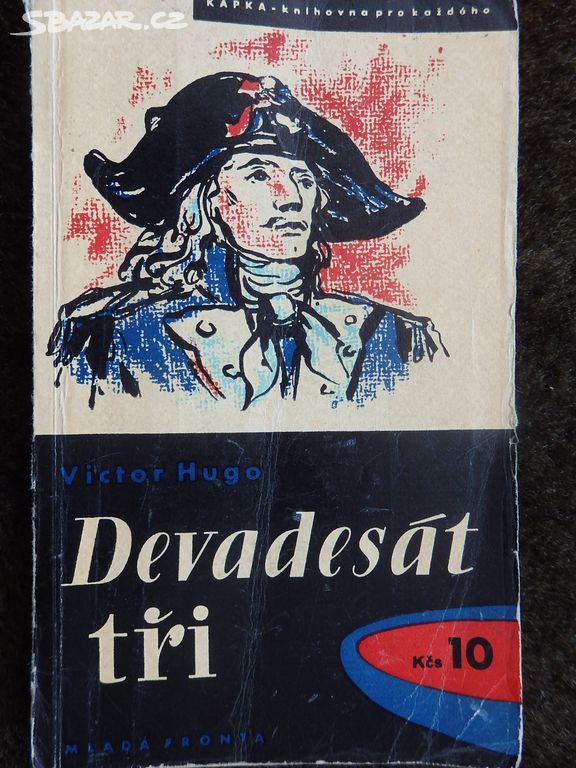 SBAZAR.CZ
KAPKA - knihovna pro každého
Victor Hugo
Devadesát
tři
Kčs 10
MLADÁ FRONTA